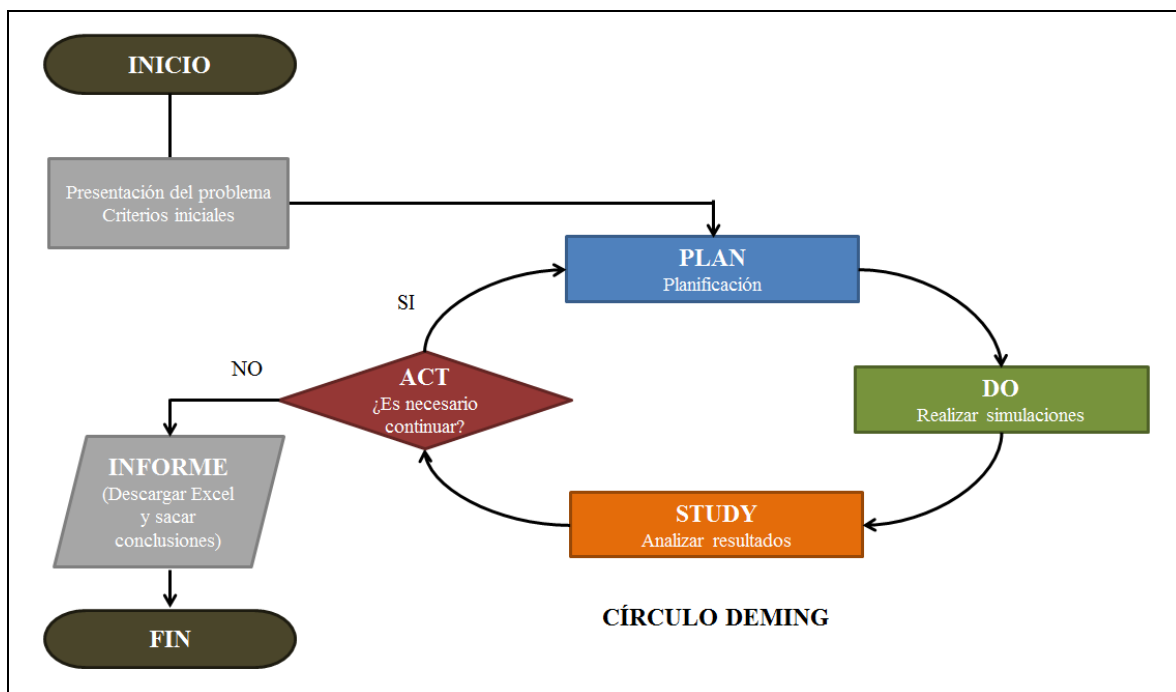 INICIO
Presentación del problema
Criterios iniciales
PLAN
Planificación
SI
NO
ACT
¿Es necesario
continuar?
DO
Realizar simulaciones
INFORME
(Descargar Excel
y sacar
conclusiones)
STUDY
Analizar resultados
CÍRCULO DEMING
FIN